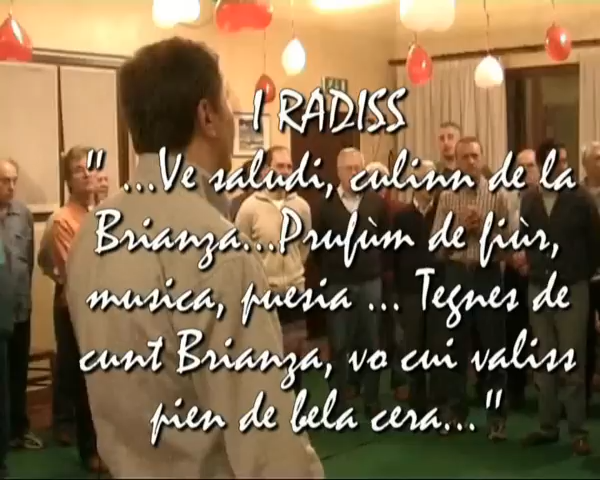 I RADISS
" ...Ve saludi, culinn de la
Brianza...Prufùm de fiùr,
musica, puesia ... Tegnes de
cunt Brianza, vo cui valiss
pien de bela cera..."